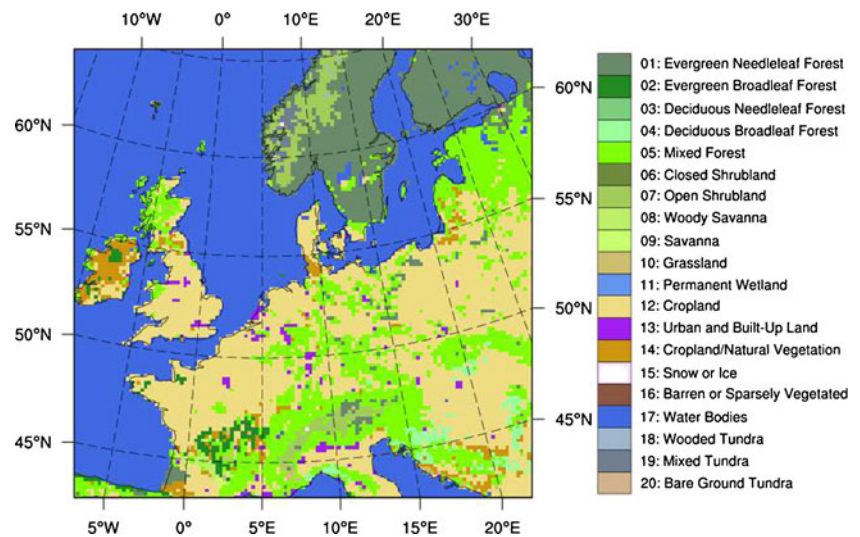 10°W 0° 10°E 20°E 30°E
60°N
55°N
50°N
45°N
60°N
55°N
50°N
45°N
5°W 0° 5°E 10°E 15°E 20°E
01: Evergreen Needleleaf Forest
02: Evergreen Broadleaf Forest
03: Deciduous Needleleaf Forest
04: Deciduous Broadleaf Forest
05: Mixed Forest
06: Closed Shrubland
07: Open Shrubland
08: Woody Savanna
09: Savanna
10: Grassland
11: Permanent Wetland
12: Cropland
13: Urban and Built-Up Land
14: Cropland/Natural Vegetation
15: Snow or Ice
16: Barren or Sparsely Vegetated
17: Water Bodies
18: Wooded Tundra
19: Mixed Tundra
20: Bare Ground Tundra